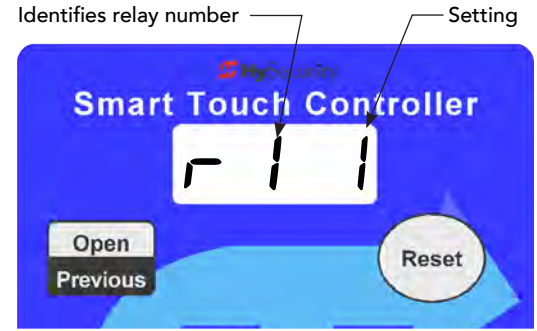 Identifies relay number
Setting
HySecurity
Smart Touch Controller
r 1 1
Open
Previous
Reset